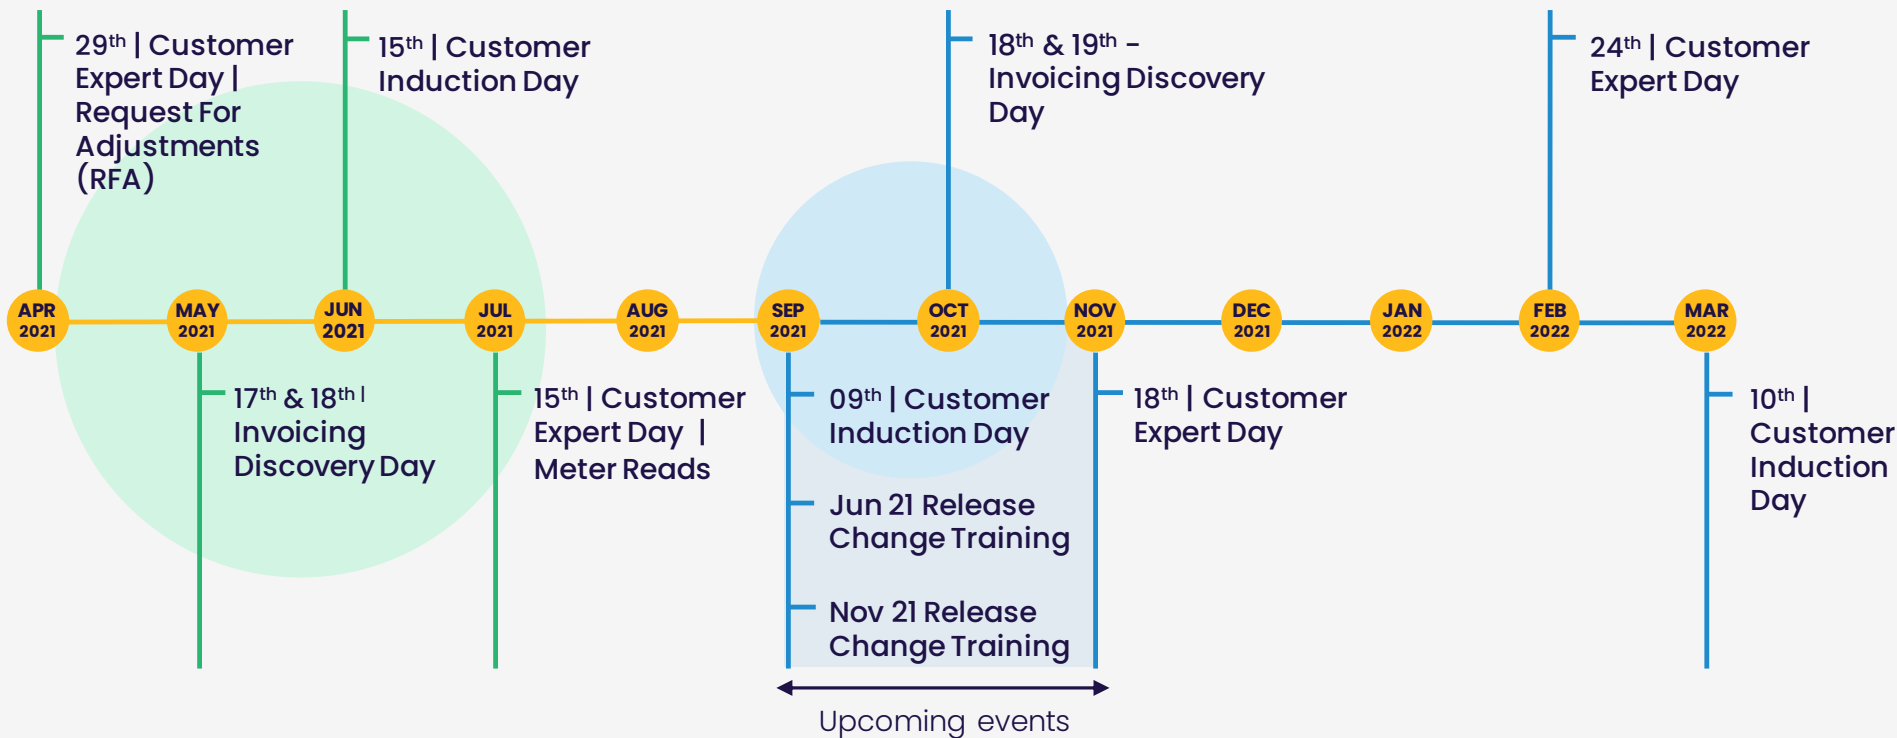 29th | Customer
Expert Day |
Request For
Adjustments
(RFA)
15th | Customer
Induction Day
18th & 19th –
Invoicing Discovery
Day
24th | Customer
Expert Day
APR
2021
MAY
2021
JUN
2021
JUL
2021
AUG
2021
SEP
2021
OCT
2021
NOV
2021
DEC
2021
JAN
2022
FEB
2022
MAR
2022
17th & 18th |
Invoicing
Discovery Day
15th | Customer
Expert Day |
Meter Reads
09th | Customer
Induction Day
Jun 21 Release
Change Training
Nov 21 Release
Change Training
18th | Customer
Expert Day
10th |
Customer
Induction
Day
Upcoming events